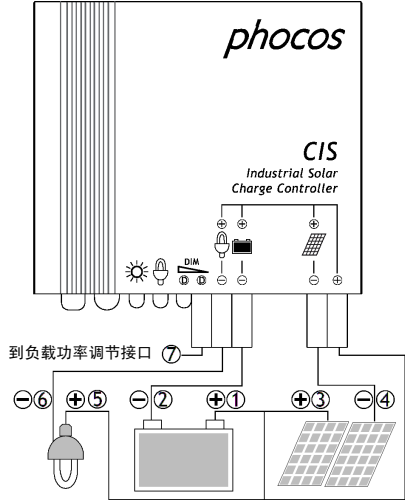 phocos
CIS
Industrial Solar
Charge Controller
⊕ ⊕ ⊕
DIM
⊖ ⊖ ⊖ ⊕
到负载功率调节接口 ⑦
⊖⑥ ⊕⑤ ⊖② ⊕① ⊕③ ⊖④